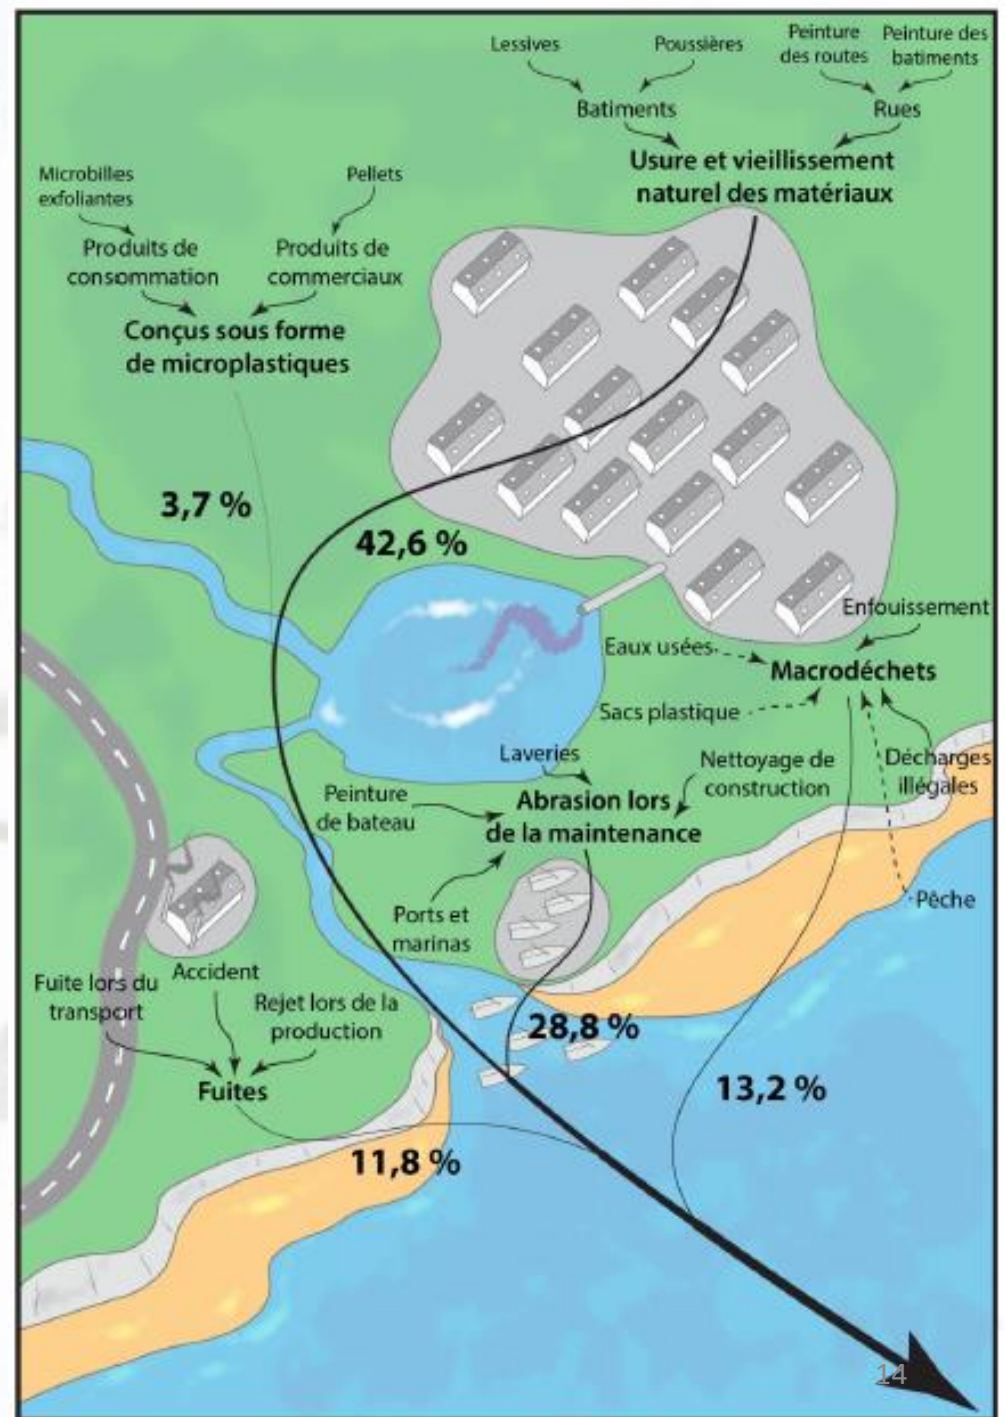 Lessives
Poussières
Peinture
des routes
Peinture des
batiments
Batiments
Rues
Usure et vieillissement
naturel des matériaux
Microbilles
exfoliantes
Pellets
Produits de
consommation
Produits de
commerciaux
Conçus sous forme
de microplastiques
3,7 %
42,6 %
Enfouissement
Eaux usées
Macrodéchets
Sacs plastique
Laveries
Nettoyage de
construction
Décharges
illégales
Peinture
de bateau
Abrasion lors
de la maintenance
Ports et
marinas
Pêche
Fuite lors du
transport
Accident
Rejet lors de la
production
28,8 %
Fuites
13,2 %
11,8 %
14